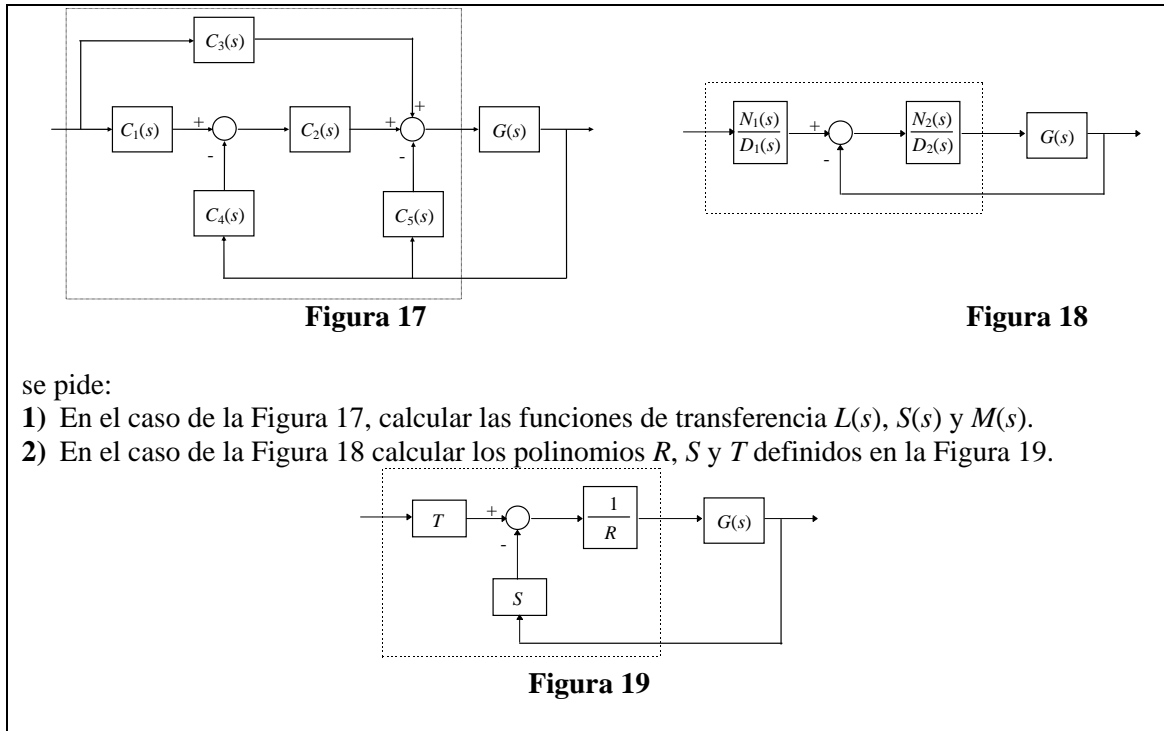 C3(s)
+
C1(s)
+
-
C2(s)
+
-
G(s)
C4(s)
C5(s)
Figura 17
N1(s)
D1(s)
+
-
N2(s)
D2(s)
G(s)
Figura 18
se pide:
1) En el caso de la Figura 17, calcular las funciones de transferencia L(s), S(s) y M(s).
2) En el caso de la Figura 18 calcular los polinomios R, S y T definidos en la Figura 19.
T
+
-
1
R
G(s)
S
Figura 19